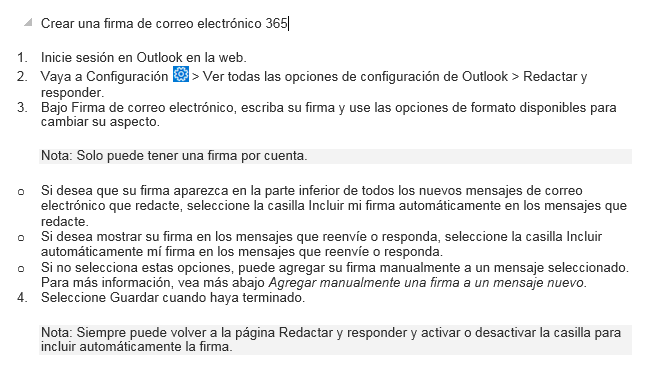 Crear una firma de correo electrónico 365
1. Inicie sesión en Outlook en la web.
2. Vaya a Configuración > Ver todas las opciones de configuración de Outlook > Redactar y
responder.
3. Bajo Firma de correo electrónico, escriba su firma y use las opciones de formato disponibles para
cambiar su aspecto.
Nota: Solo puede tener una firma por cuenta.
o Si desea que su firma aparezca en la parte inferior de todos los nuevos mensajes de correo
electrónico que redacte, seleccione la casilla Incluir mi firma automáticamente en los mensajes que
redacte.
o Si desea mostrar su firma en los mensajes que reenvíe o responda, seleccione la casilla Incluir
automáticamente mí firma en los mensajes que reenvíe o responda.
o Si no selecciona estas opciones, puede agregar su firma manualmente a un mensaje seleccionado.
Para más información, vea más abajo Agregar manualmente una firma a un mensaje nuevo.
4. Seleccione Guardar cuando haya terminado.
Nota: Siempre puede volver a la página Redactar y responder y activar o desactivar la casilla para
incluir automáticamente la firma.